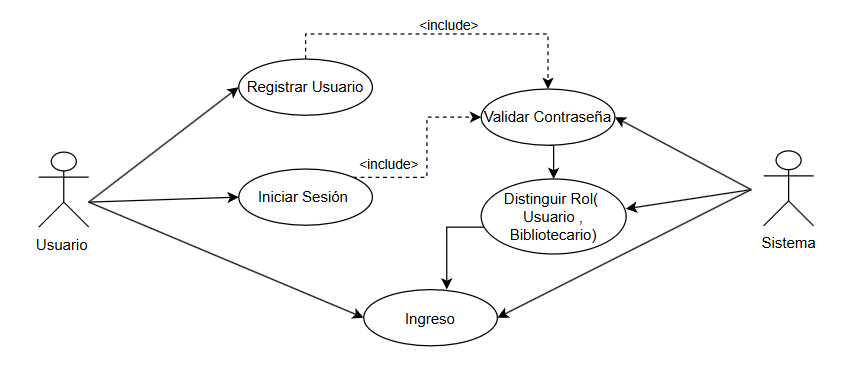 <include>
Registrar Usuario
Validar Contraseña
<include>
Iniciar Sesión
Distinguir Rol(
Usuario ,
Bibliotecario)
Usuario
Sistema
Ingreso